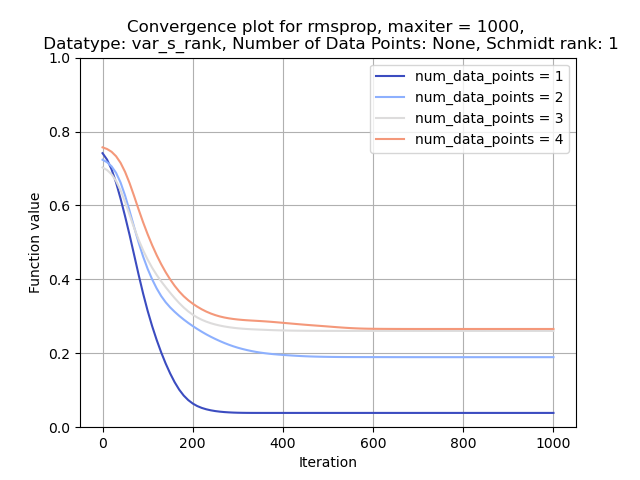 Convergence plot for rmsprop, maxiter = 1000,
Datatype: var_s_rank, Number of Data Points: None, Schmidt rank: 1
1.0
0.8
0.6
0.4
0.2
0.0
Function value
num_data_points = 1
num_data_points = 2
num_data_points = 3
num_data_points = 4
0 200 400 600 800 1000
Iteration